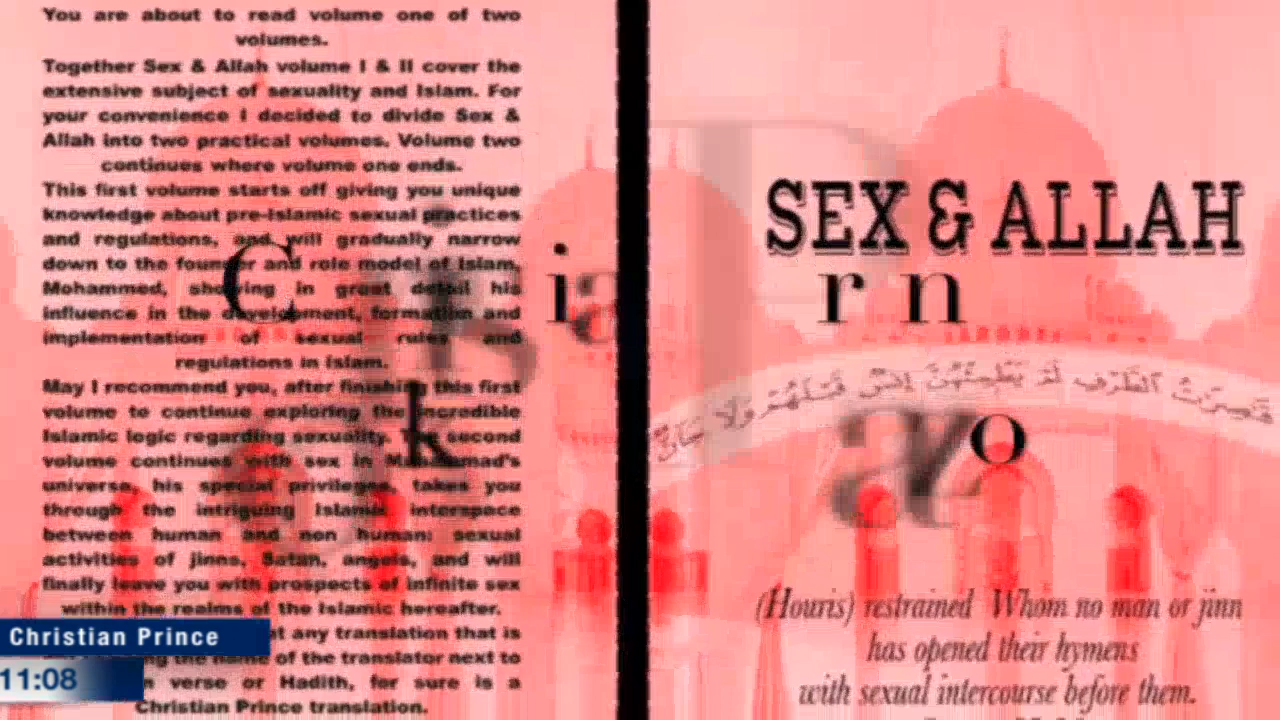 You are about to read volume one of two
volumes.
Together Sex & Allah volume I & II cover the
extensive subject of sexuality and Islam. For
your convenience I decided to divide Sex &
Allah into two practical volumes. Volume two
continues where volume one ends.
This first volume starts off giving you unique
knowledge about pre-Islamic sexual practices
and regulations, and will gradually narrow
down to the founder and role model of Islam,
Mohammed, showing in great detail his
influence in the development, formation and
implementation of sexual rules and
regulations in Islam.
May I recommend you, after finishing this first
volume to continue exploring the incredible
Islamic logic regarding sexuality. The second
volume continues with sex in Muhammad's
universe, his special privileges, takes you
through the intriguing Islamic interspace
between human and non human: sexual
activities of jinns, Satan, angels, and will
finally leave you with prospects of infinite sex
within the realms of the Islamic hereafter.
at any translation that is
the name of the translator next to
verse or Hadith, for sure is a
Christian Prince translation.
Christian Prince
11:08
SEX & ALLAH
قَٰصِرَٰتُ ٱلطَّرْفِ لَمْ يَطْمِثْهُنَّ إِنسٌ قَبْلَهُمْ وَلَا جَانٌّ
C i r n
k o
(Houris) restrained Whom no man or jinn
has opened their hymens
with sexual intercourse before them.